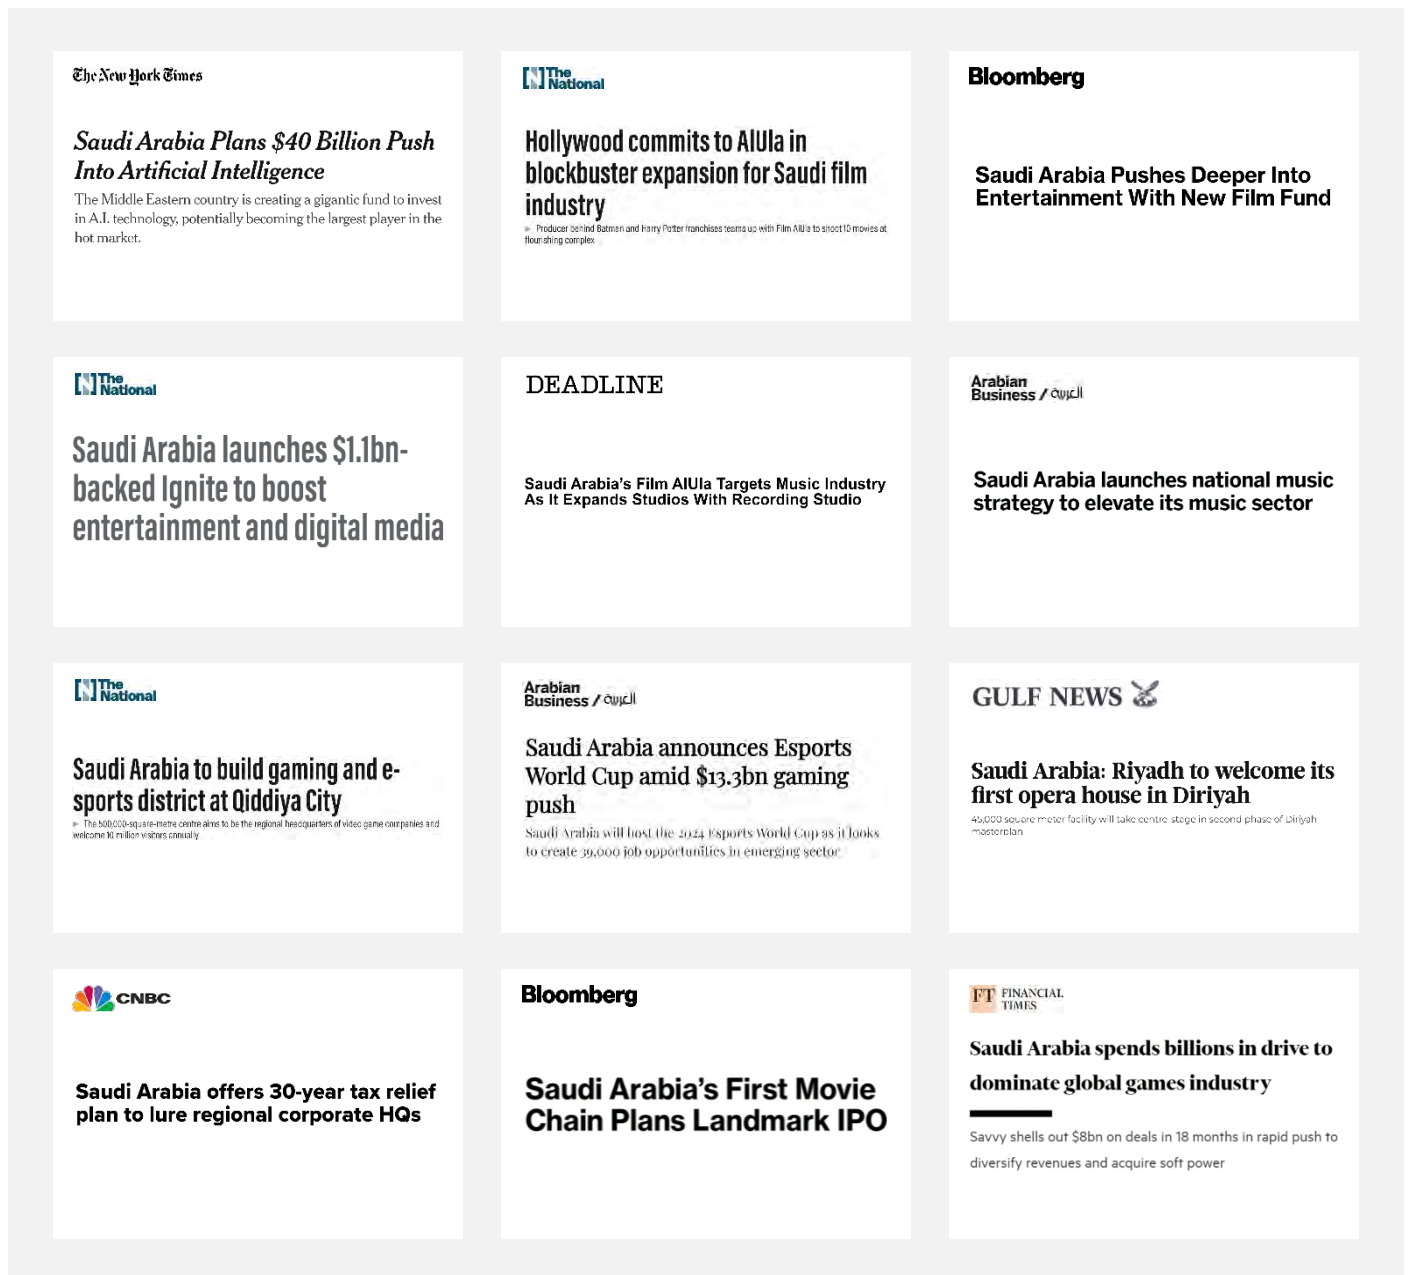 The New York Times
Saudi Arabia Plans $40 Billion Push
Into Artificial Intelligence
The Middle Eastern country is creating a gigantic fund to invest
in A.I. technology, potentially becoming the largest player in the
hot market.
The
National
Hollywood commits to AlUla in
blockbuster expansion for Saudi film
industry
Producer behind Batman and Harry Potter franchises teams up with Film AlUla to shoot 10 movies at
flourishing complex
Bloomberg
Saudi Arabia Pushes Deeper Into
Entertainment With New Film Fund
The
National
Saudi Arabia launches $1.1bn-
backed Ignite to boost
entertainment and digital media
DEADLINE
Saudi Arabia's Film AlUla Targets Music Industry
As It Expands Studios With Recording Studio
Arabian
Business / العربية
Saudi Arabia launches national music
strategy to elevate its music sector
The
National
Saudi Arabia to build gaming and e-
sports district at Qiddiya City
The 500,000-square-metre centre aims to be the regional headquarters of video game companies and
welcome 10 million visitors annually
Arabian
Business / العربية
Saudi Arabia announces Esports
World Cup amid $13.3bn gaming
push
Saudi Arabia will host the 2024 Esports World Cup as it looks
to create 39,000 job opportunities in emerging sector
GULF NEWS
Saudi Arabia: Riyadh to welcome its
first opera house in Diriyah
45,000 square meter facility will take centre stage in second phase of Diriyah
masterplan
CNBC
Saudi Arabia offers 30-year tax relief
plan to lure regional corporate HQs
Bloomberg
Saudi Arabia's First Movie
Chain Plans Landmark IPO
FT FINANCIAL
TIMES
Saudi Arabia spends billions in drive to
dominate global games industry
Savvy shells out $8bn on deals in 18 months in rapid push to
diversify revenues and acquire soft power